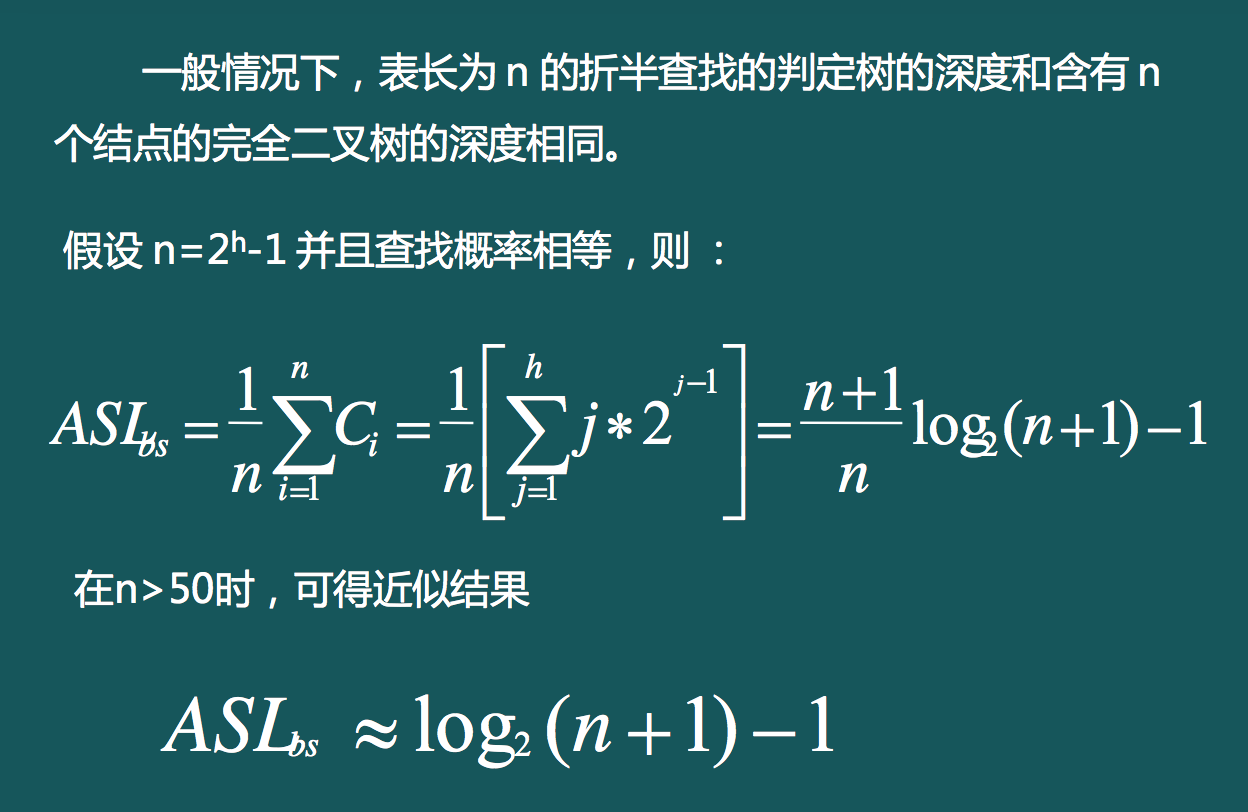 一般情况下，表长为 n 的折半查找的判定树的深度和含有 n
个结点的完全二叉树的深度相同。
假设 n=2ʰ-1 并且查找概率相等，则 ：
$ASL_{bs} = \frac{1}{n}\sum_{i=1}^{n} C_i = \frac{1}{n}\left[\sum_{j=1}^{h} j * 2^{j-1}\right] = \frac{n+1}{n}\log_2(n+1)-1$
在n>50时，可得近似结果
$ASL_{bs} \approx \log_2(n+1)-1$